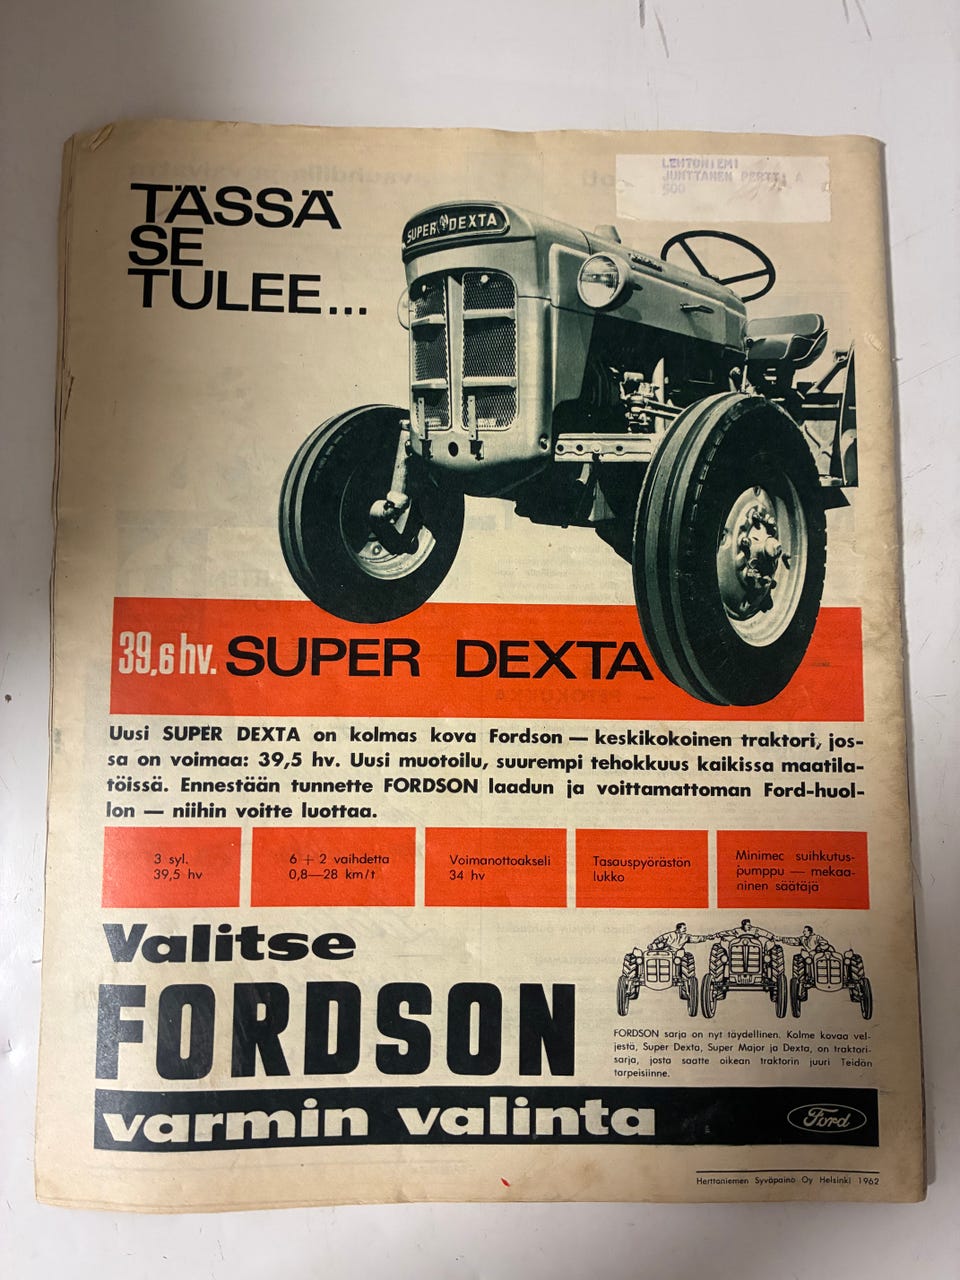 LEHTONIEMI
JUNTTANEN PERTTI A
500
TÄSSÄ
SE
TULEE...
SUPER DEXTA
39,6 hv. SUPER DEXTA
Uusi SUPER DEXTA on kolmas kova Fordson — keskikokoinen traktori, jos-
sa on voimaa: 39,5 hv. Uusi muotoilu, suurempi tehokkuus kaikissa maatila-
töissä. Ennestään tunnette FORDSON laadun ja voittamattoman Ford-huol-
lon — niihin voitte luottaa.
3 syl.
39,5 hv
6 + 2 vaihdetta
0,8—28 km/t
Voimanottoakseli
34 hv
Tasauspyörästön
lukko
Minimec suihkutus-
pumppu — mekaa-
ninen säätäjä
Valitse
FORDSON
varmin valinta
FORDSON sarja on nyt täydellinen. Kolme kovaa vel-
jestä, Super Dexta, Super Major ja Dexta, on traktori-
sarja, josta saatte oikean traktorin juuri Teidän
tarpeisiinne.
Ford
Herttoniemen Syväpaino Oy Helsinki 1962